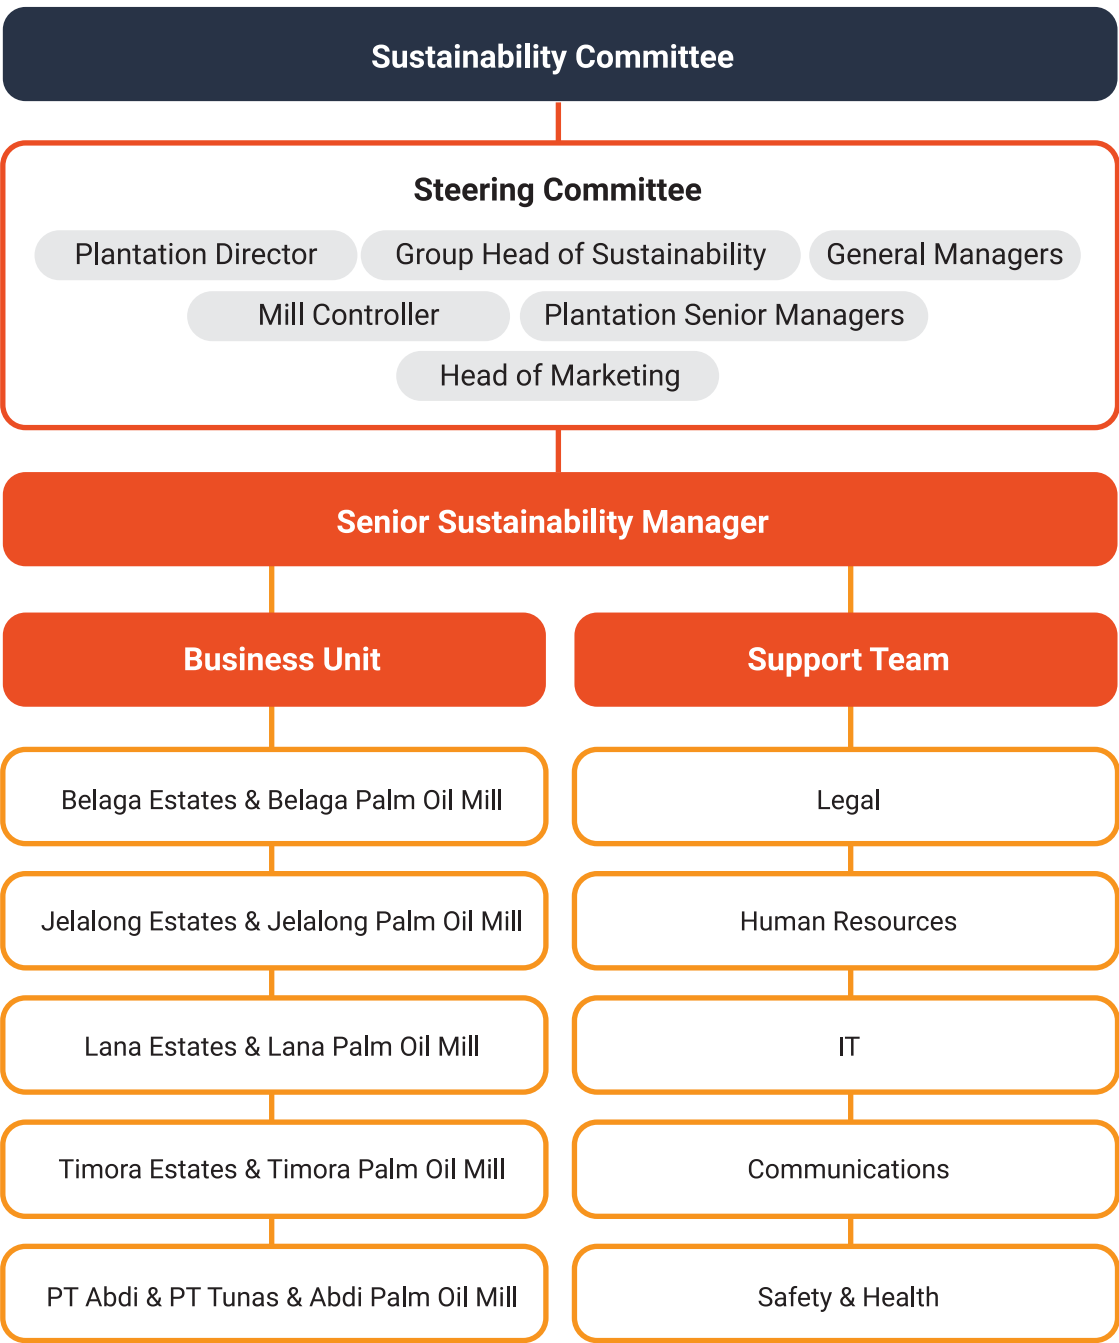 Sustainability Committee
Steering Committee
Plantation Director
Group Head of Sustainability
General Managers
Mill Controller
Plantation Senior Managers
Head of Marketing
Senior Sustainability Manager
Business Unit
Belaga Estates & Belaga Palm Oil Mill
Jelalong Estates & Jelalong Palm Oil Mill
Lana Estates & Lana Palm Oil Mill
Timora Estates & Timora Palm Oil Mill
PT Abdi & PT Tunas & Abdi Palm Oil Mill
Support Team
Legal
Human Resources
IT
Communications
Safety & Health